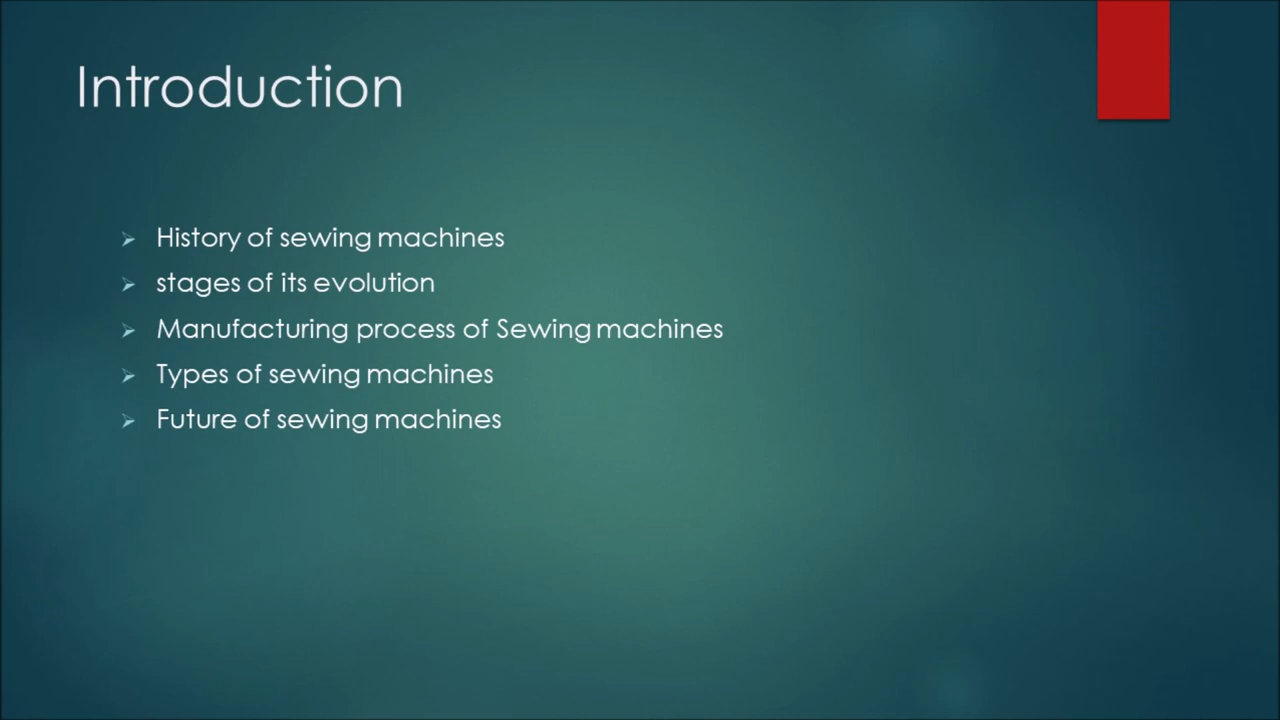 Introduction
History of sewing machines
stages of its evolution
Manufacturing process of Sewing machines
Types of sewing machines
Future of sewing machines